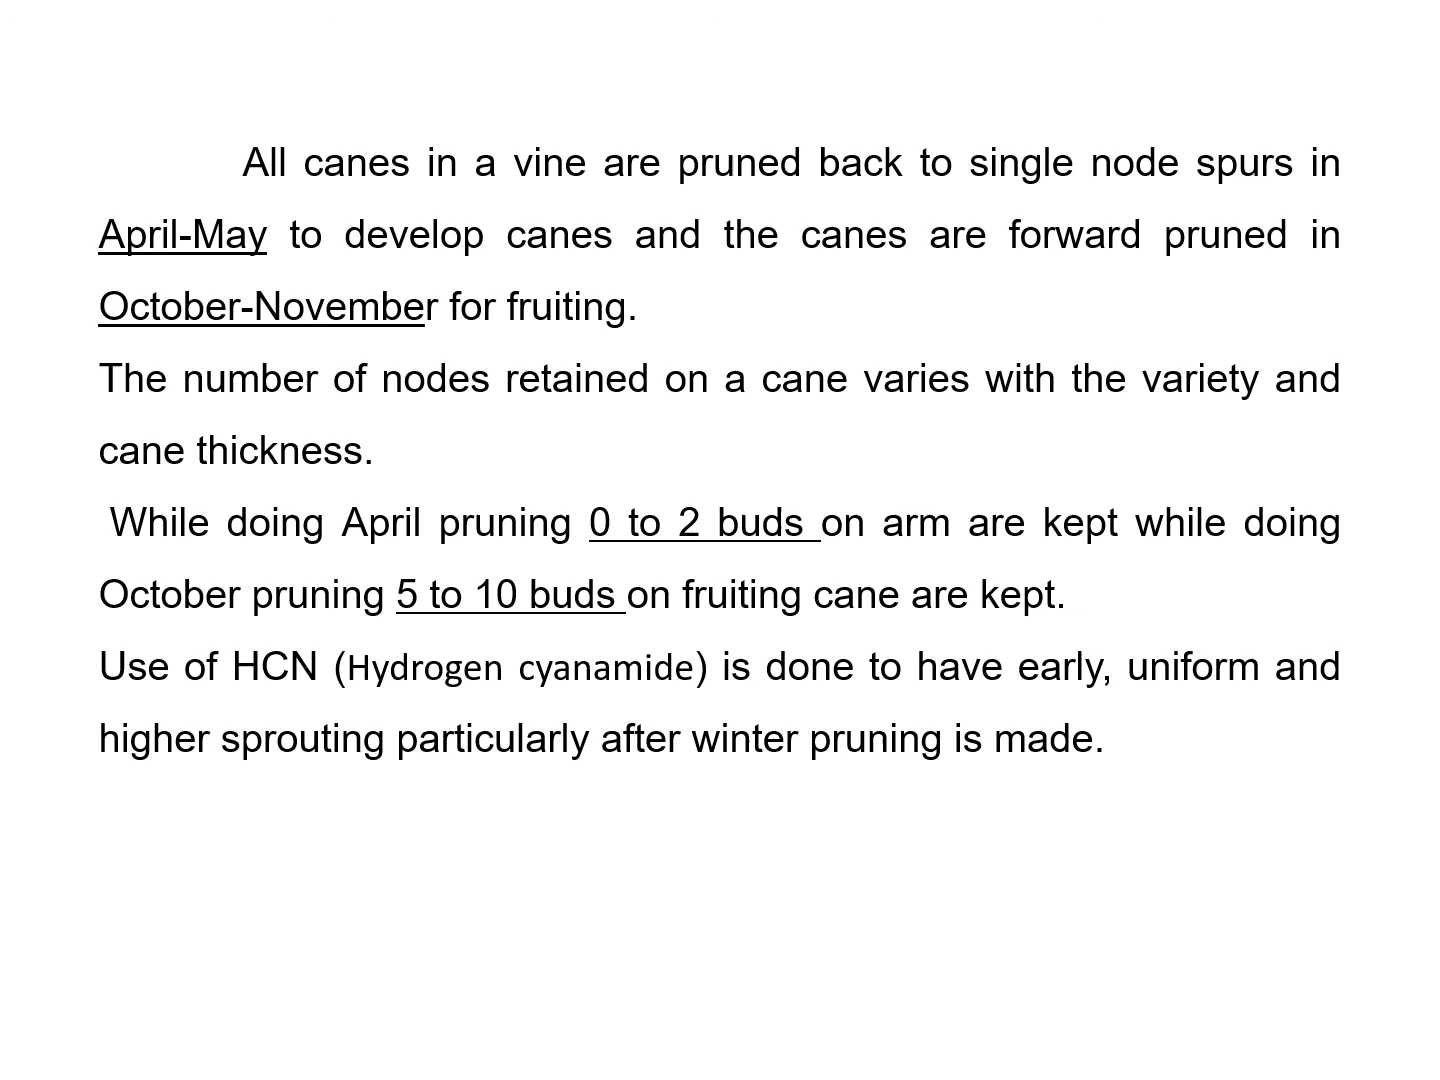 All canes in a vine are pruned back to single node spurs in
April-May to develop canes and the canes are forward pruned in
October-November for fruiting.
The number of nodes retained on a cane varies with the variety and
cane thickness.
While doing April pruning 0 to 2 buds on arm are kept while doing
October pruning 5 to 10 buds on fruiting cane are kept.
Use of HCN (Hydrogen cyanamide) is done to have early, uniform and
higher sprouting particularly after winter pruning is made.